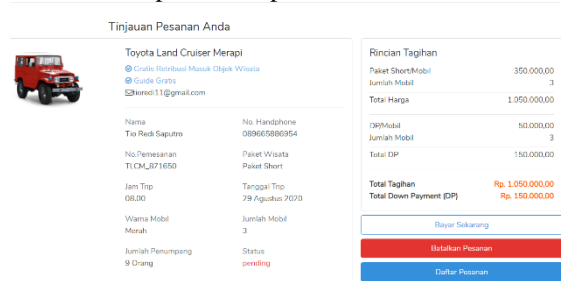 Tinjauan Pesanan Anda
Toyota Land Cruiser Merapi
Gratis Retribusi Masuk Objek Wisata
Guide Gratis
tioredi11@gmail.com
Nama
No. Handphone
Tio Redi Saputro
089665886954
No.Pemesanan
Paket Wisata
TLCM_871650
Paket Short
Jam Trip
Tanggal Trip
08.00
29 Agustus 2020
Warna Mobil
Jumlah Mobil
Merah
3
Jumlah Penumpang
Status
9 Orang
pending
Rincian Tagihan
Paket Short/Mobil 350.000,00
Jumlah Mobil 3
Total Harga 1.050.000,00
DP/Mobil 50.000,00
Jumlah Mobil 3
Total DP 150.000,00
Total Tagihan Rp. 1.050.000,00
Total Down Payment (DP) Rp. 150.000,00
Bayar Sekarang
Batalkan Pesanan
Daftar Pesanan